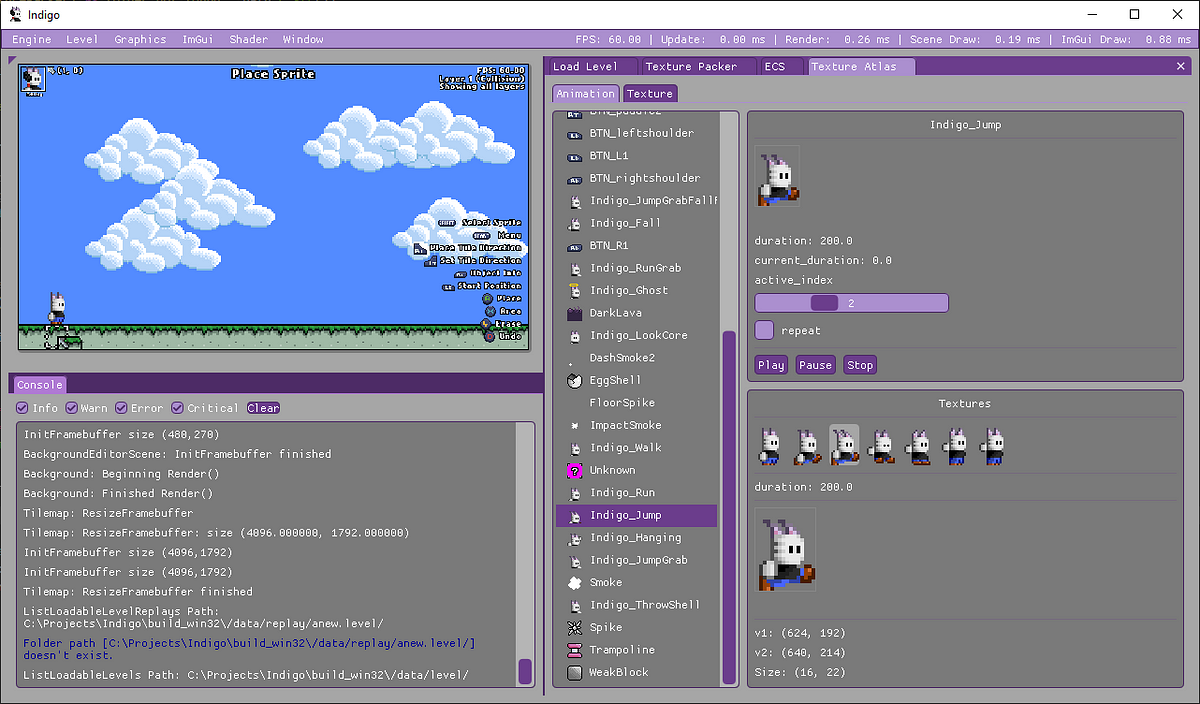 Indigo
Engine Level Graphics ImGui Shader Window
FPS: 60.00 | Update: 0.00 ms | Render: 0.26 ms | Scene Draw: 0.19 ms | ImGui Draw: 0.88 ms
(1, 0)
Place Sprite
FPS: 60.00
Layer 1 (Collision)
Showing all layers
Select Sprite
Menu
Place Tile Direction
Set Tile Direction
Object Info
Start Position
Place
Area
Erase
Undo
Console
Info Warn Error Critical Clear
InitFramebuffer size (480,270)
BackgroundEditorScene: InitFramebuffer finished
Background: Beginning Render()
Background: Finished Render()
Tilemap: ResizeFramebuffer
Tilemap: ResizeFramebuffer: size (4096.000000, 1792.000000)
InitFramebuffer size (4096,1792)
InitFramebuffer size (4096,1792)
Tilemap: ResizeFramebuffer finished
ListLoadableLevelReplays Path:
C:\Projects\Indigo\build_win32\/data/replay/anew.level/
Folder path [C:\Projects\Indigo\build_win32\/data/replay/anew.level/]
doesn't exist.
ListLoadableLevels Path: C:\Projects\Indigo\build_win32\/data/level/
Load Level Texture Packer ECS Texture Atlas
Animation Texture
BTN_paddle2
BTN_leftshoulder
BTN_L1
BTN_rightshoulder
Indigo_JumpGrabFall
Indigo_Fall
BTN_R1
Indigo_RunGrab
Indigo_Ghost
DarkLava
Indigo_LookCore
DashSmoke2
EggShell
FloorSpike
ImpactSmoke
Indigo_Walk
Unknown
Indigo_Run
Indigo_Jump
Indigo_Hanging
Indigo_JumpGrab
Smoke
Indigo_ThrowShell
Spike
Trampoline
WeakBlock
Indigo_Jump
duration: 200.0
current_duration: 0.0
active_index
2
repeat
Play Pause Stop
Textures
duration: 200.0
v1: (624, 192)
v2: (640, 214)
Size: (16, 22)